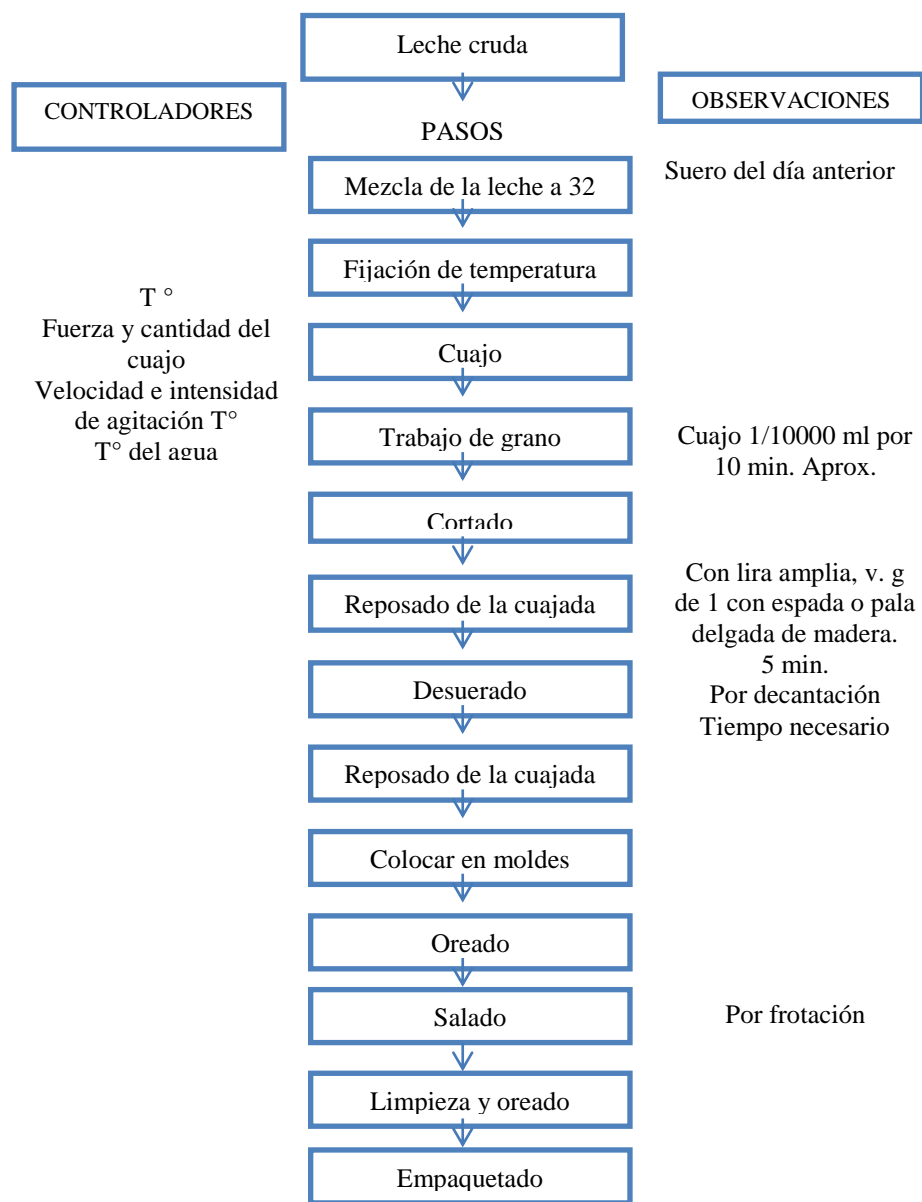 Leche cruda
CONTROLADORES
OBSERVACIONES
PASOS
Suero del día anterior
Mezcla de la leche a 32
Fijación de temperatura
T °
Fuerza y cantidad del
cuajo
Velocidad e intensidad
de agitación T°
T° del agua
Cuajo
Trabajo de grano
Cuajo 1/10000 ml por
10 min. Aprox.
Cortado
Reposado de la cuajada
Con lira amplia, v. g
de 1 con espada o pala
delgada de madera.
5 min.
Por decantación
Tiempo necesario
Desuerado
Reposado de la cuajada
Colocar en moldes
Oreado
Salado
Por frotación
Limpieza y oreado
Empaquetado